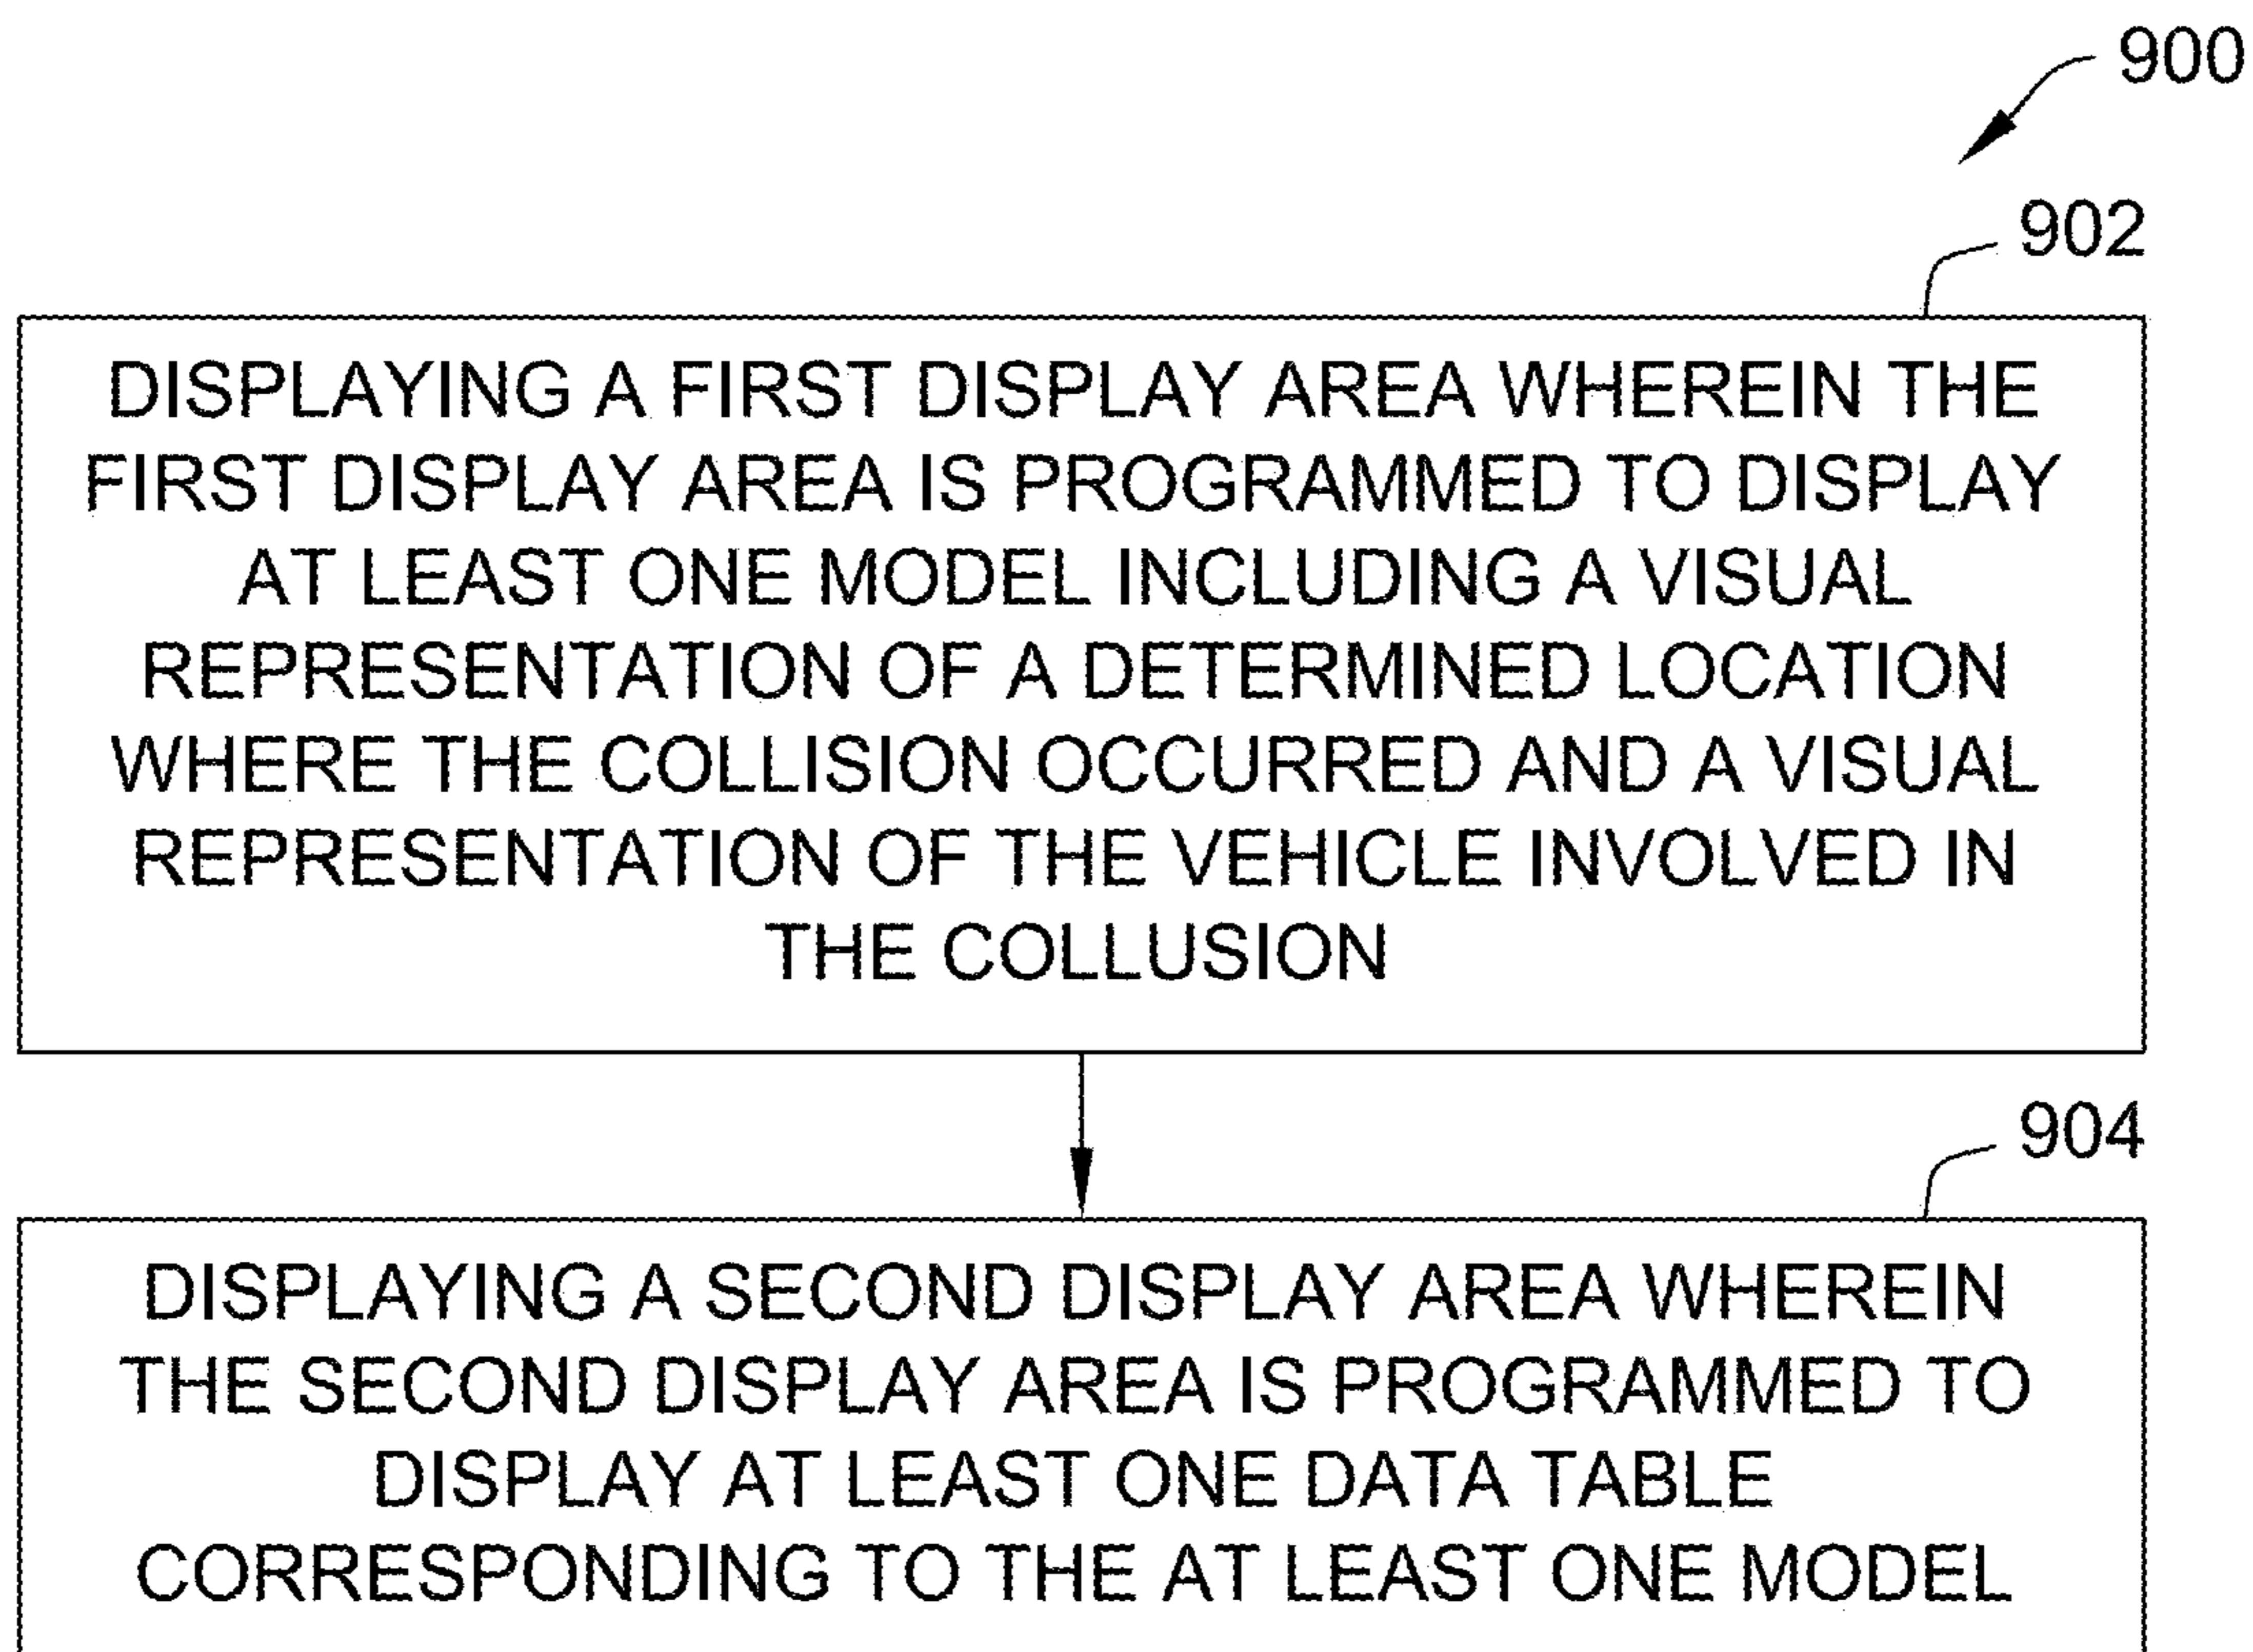 900
902
DISPLAYING A FIRST DISPLAY AREA WHEREIN THE
FIRST DISPLAY AREA IS PROGRAMMED TO DISPLAY
AT LEAST ONE MODEL INCLUDING A VISUAL
REPRESENTATION OF A DETERMINED LOCATION
WHERE THE COLLISION OCCURRED AND A VISUAL
REPRESENTATION OF THE VEHICLE INVOLVED IN
THE COLLUSION
904
DISPLAYING A SECOND DISPLAY AREA WHEREIN
THE SECOND DISPLAY AREA IS PROGRAMMED TO
DISPLAY AT LEAST ONE DATA TABLE
CORRESPONDING TO THE AT LEAST ONE MODEL